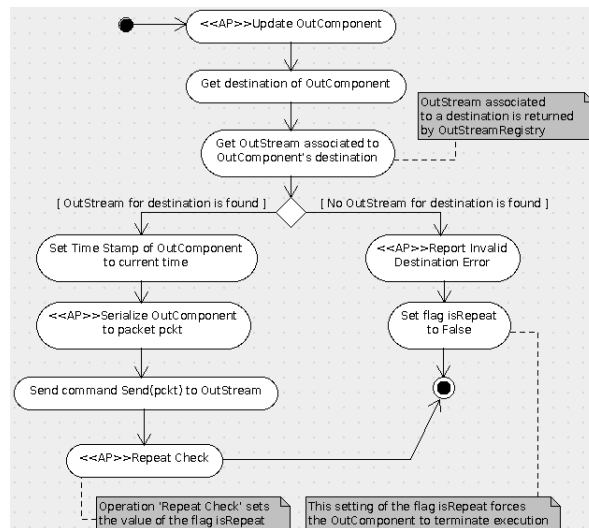 <<AP>>Update OutComponent
Get destination of OutComponent
OutStream associated
to a destination is returned
by OutStreamRegistry
Get OutStream associated to
OutComponent's destination
[ OutStream for destination is found ]
[ No OutStream for destination is found ]
Set Time Stamp of OutComponent
to current time
<<AP>>Report Invalid
Destination Error
<<AP>>Serialize OutComponent
to packet pckt
Set flag isRepeat
to False
Send command Send(pckt) to OutStream
<<AP>>Repeat Check
Operation 'Repeat Check' sets
the value of the flag isRepeat
This setting of the flag isRepeat forces
the OutComponent to terminate execution